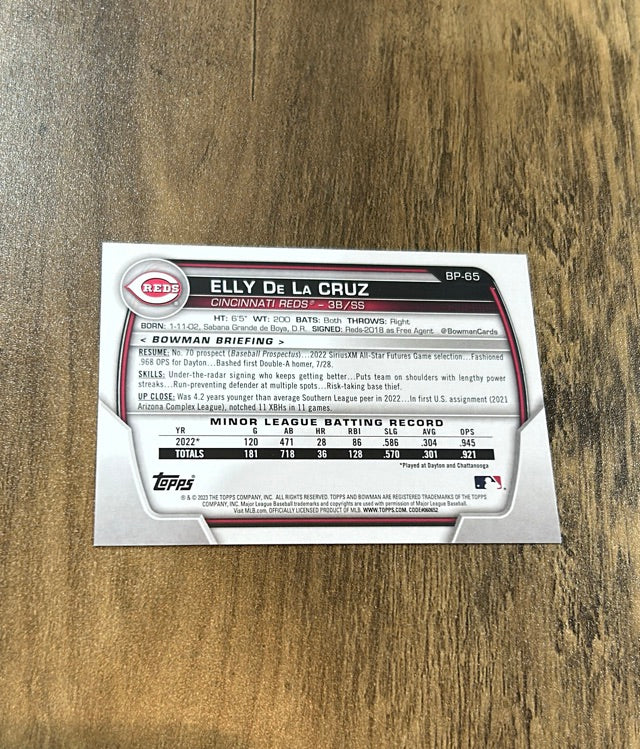 BP-65
REDS
ELLY DE LA CRUZ
CINCINNATI REDS® – 3B/SS
HT: 6'5" WT: 200 BATS: Both THROWS: Right
BORN: 1-11-02, Sabana Grande de Boya, D.R. SIGNED: Reds-2018 as Free Agent @BowmanCards
< BOWMAN BRIEFING >
RESUME: No. 70 prospect (Baseball Prospectus)...2022 SiriusXM All-Star Futures Game selection...Fashioned
.968 OPS for Dayton...Bashed first Double-A homer, 7/28.
SKILLS: Under-the-radar signing who keeps getting better...Puts team on shoulders with lengthy power
streaks...Run-preventing defender at multiple spots...Risk-taking base thief.
UP CLOSE: Was 4.2 years younger than average Southern League peer in 2022...In first U.S. assignment (2021
Arizona Complex League), notched 11 XBHs in 11 games.
MINOR LEAGUE BATTING RECORD
YR G AB HR RBI SLG AVG OPS
2022* 120 471 28 86 .586 .304 .945
TOTALS 181 718 36 128 .570 .301 .921
*Played at Dayton and Chattanooga
Topps
® & © 2023 THE TOPPS COMPANY, INC. ALL RIGHTS RESERVED. TOPPS AND BOWMAN ARE REGISTERED TRADEMARKS OF THE TOPPS
COMPANY, INC. Major League Baseball trademarks and copyrights are used with permission of Major League Baseball.
Visit MLB.com. OFFICIALLY LICENSED PRODUCT OF MLB. WWW.TOPPS.COM. CODE#060652